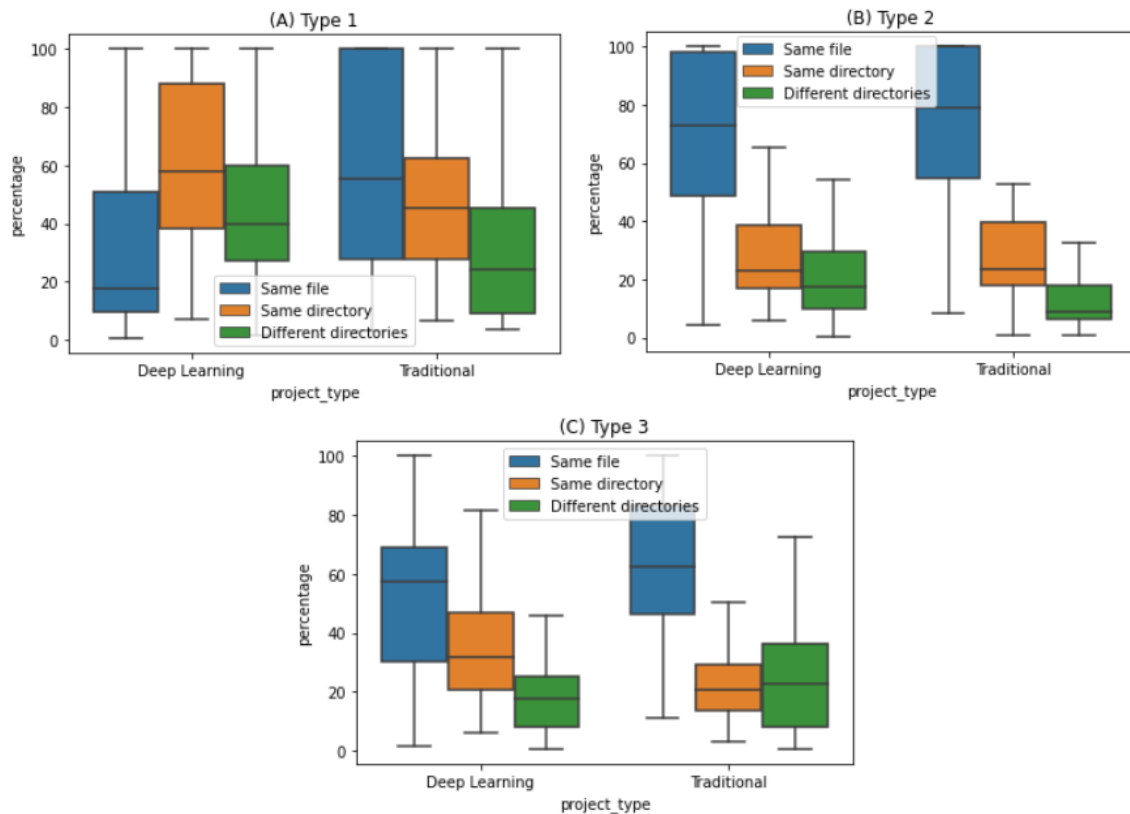 (A) Type 1
100
80
60
40
20
0
percentage
Same file
Same directory
Different directories
Deep Learning
Traditional
project_type
(B) Type 2
100
80
60
40
20
0
percentage
Same file
Same directory
Different directories
Deep Learning
Traditional
project_type
(C) Type 3
100
80
60
40
20
0
percentage
Same file
Same directory
Different directories
Deep Learning
Traditional
project_type